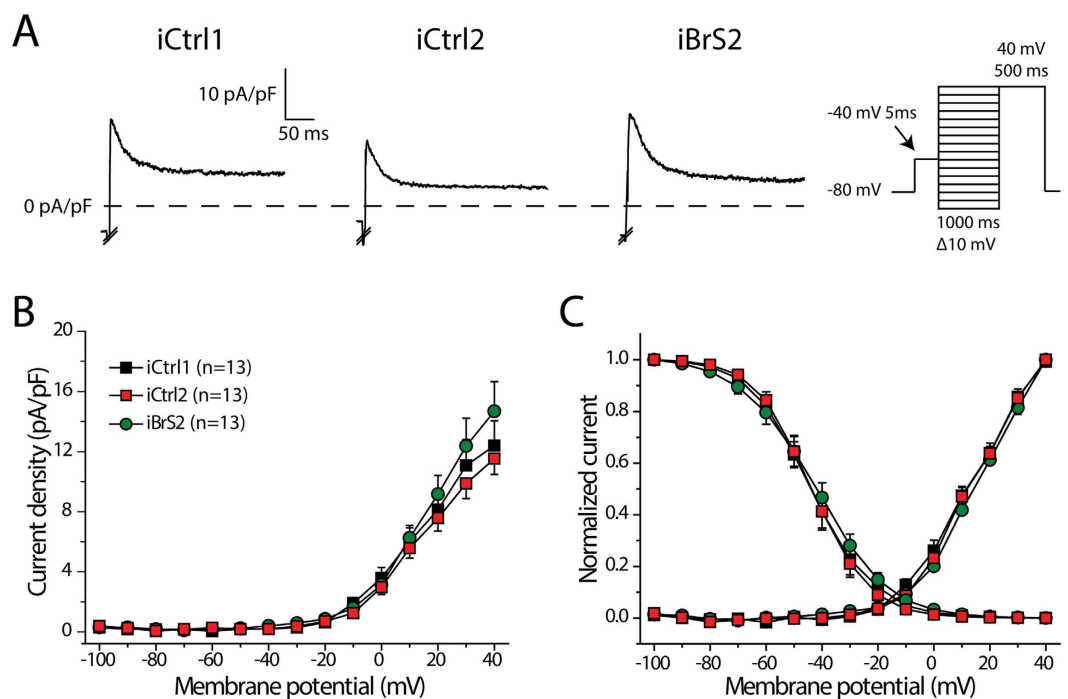 A
iCtrl1
iCtrl2
iBrS2
10 pA/pF
50 ms
0 pA/pF
40 mV
500 ms
-40 mV 5ms
-80 mV
1000 ms
Δ10 mV
B
20
16
12
8
4
0
Current density (pA/pF)
iCtrl1 (n=13)
iCtrl2 (n=13)
iBrS2 (n=13)
-100 -80 -60 -40 -20 0 20 40
Membrane potential (mV)
C
1.0
0.8
0.6
0.4
0.2
0.0
Normalized current
-100 -80 -60 -40 -20 0 20 40
Membrane potential (mV)